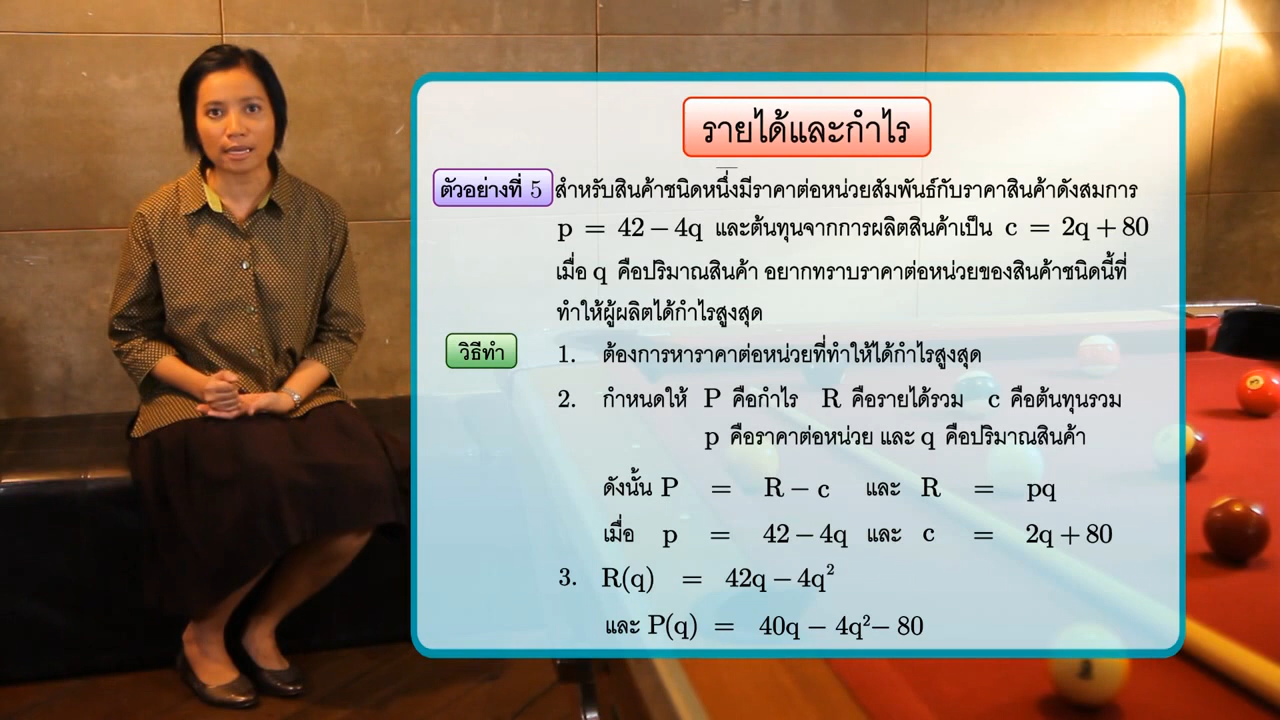 รายได้และกำไร
ตัวอย่างที่ 5 สำหรับสินค้าชนิดหนึ่งมีราคาต่อหน่วยสัมพันธ์กับราคาสินค้าดังสมการ
p = 42 − 4q และต้นทุนจากการผลิตสินค้าเป็น c = 2q + 80
เมื่อ q คือปริมาณสินค้า อยากทราบราคาต่อหน่วยของสินค้าชนิดนี้ที่
ทำให้ผู้ผลิตได้กำไรสูงสุด
วิธีทำ 1. ต้องการหาราคาต่อหน่วยที่ทำให้ได้กำไรสูงสุด
2. กำหนดให้ P คือกำไร R คือรายได้รวม c คือต้นทุนรวม
p คือราคาต่อหน่วย และ q คือปริมาณสินค้า
ดังนั้น P = R − c และ R = pq
เมื่อ p = 42 − 4q และ c = 2q + 80
3. R(q) = 42q − 4q²
และ P(q) = 40q − 4q² − 80